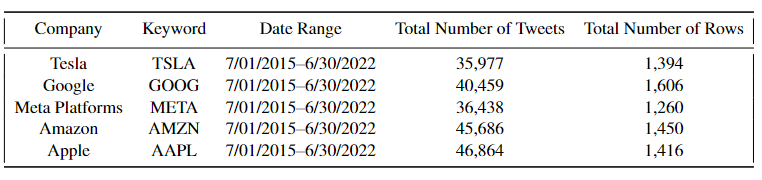 Company Keyword Date Range Total Number of Tweets Total Number of Rows
Tesla TSLA 7/01/2015–6/30/2022 35,977 1,394
Google GOOG 7/01/2015–6/30/2022 40,459 1,606
Meta Platforms META 7/01/2015–6/30/2022 36,438 1,260
Amazon AMZN 7/01/2015–6/30/2022 45,686 1,450
Apple AAPL 7/01/2015–6/30/2022 46,864 1,416